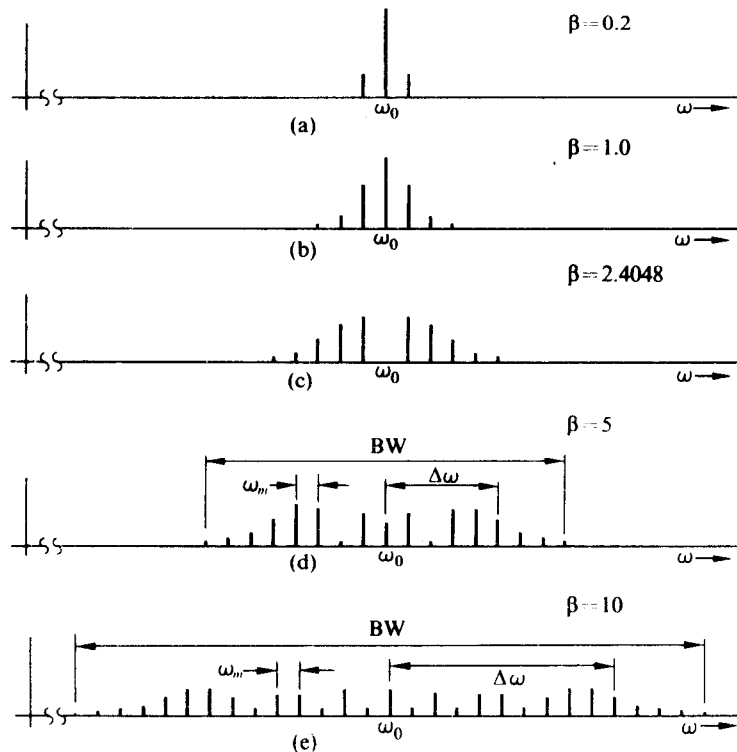 β = 0.2
ω₀
ω
(a)
β = 1.0
ω₀
ω
(b)
β = 2.4048
ω₀
ω
(c)
β = 5
BW
ωₘ
Δω
ω₀
ω
(d)
β = 10
BW
ωₘ
Δω
ω₀
ω
(e)